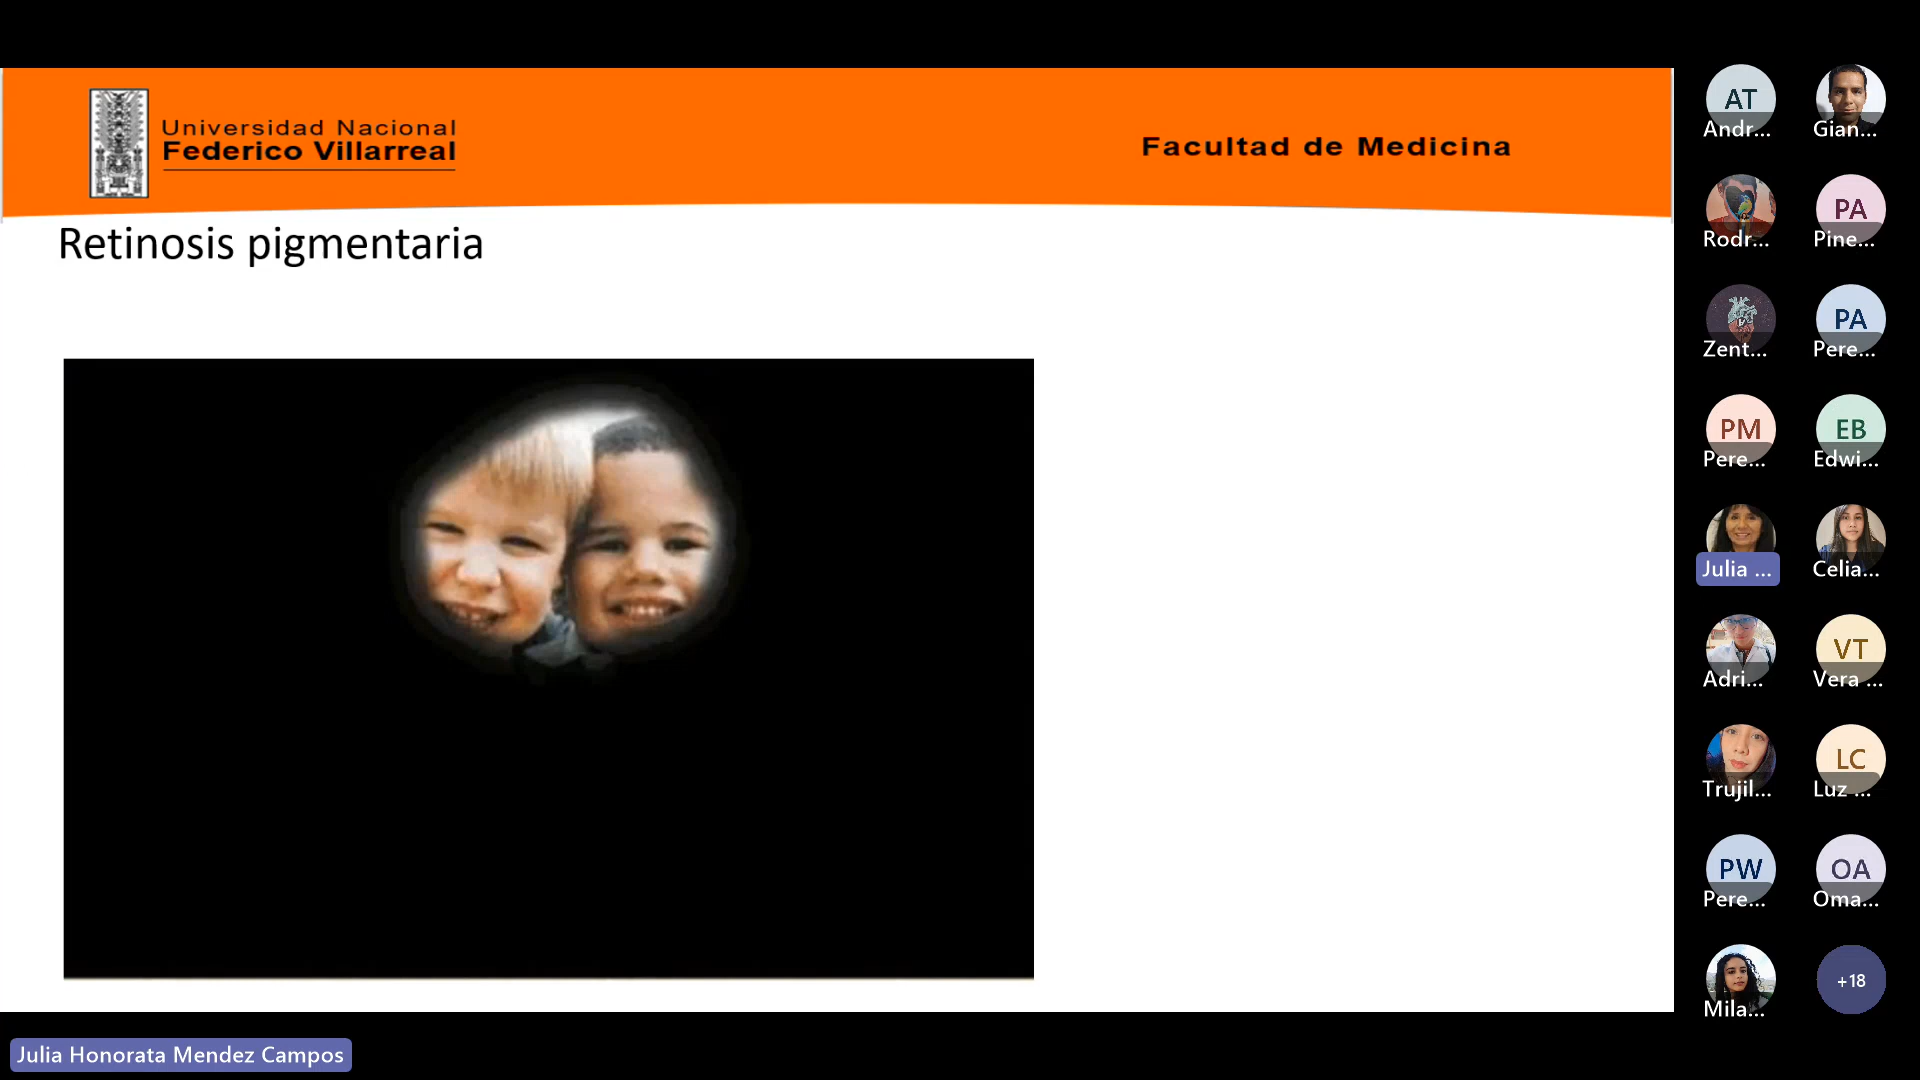 Universidad Nacional
Federico Villarreal
Facultad de Medicina
Retinosis pigmentaria
AT
Andr...
Gian...
Rodr...
PA
Pine...
Zent...
PA
Pere...
PM
Pere...
EB
Edwi...
Julia ...
Celia...
Adri...
VT
Vera ...
Trujil...
LC
Luz ...
PW
Pere...
OA
Oma...
Mila...
+18
Julia Honorata Mendez Campos